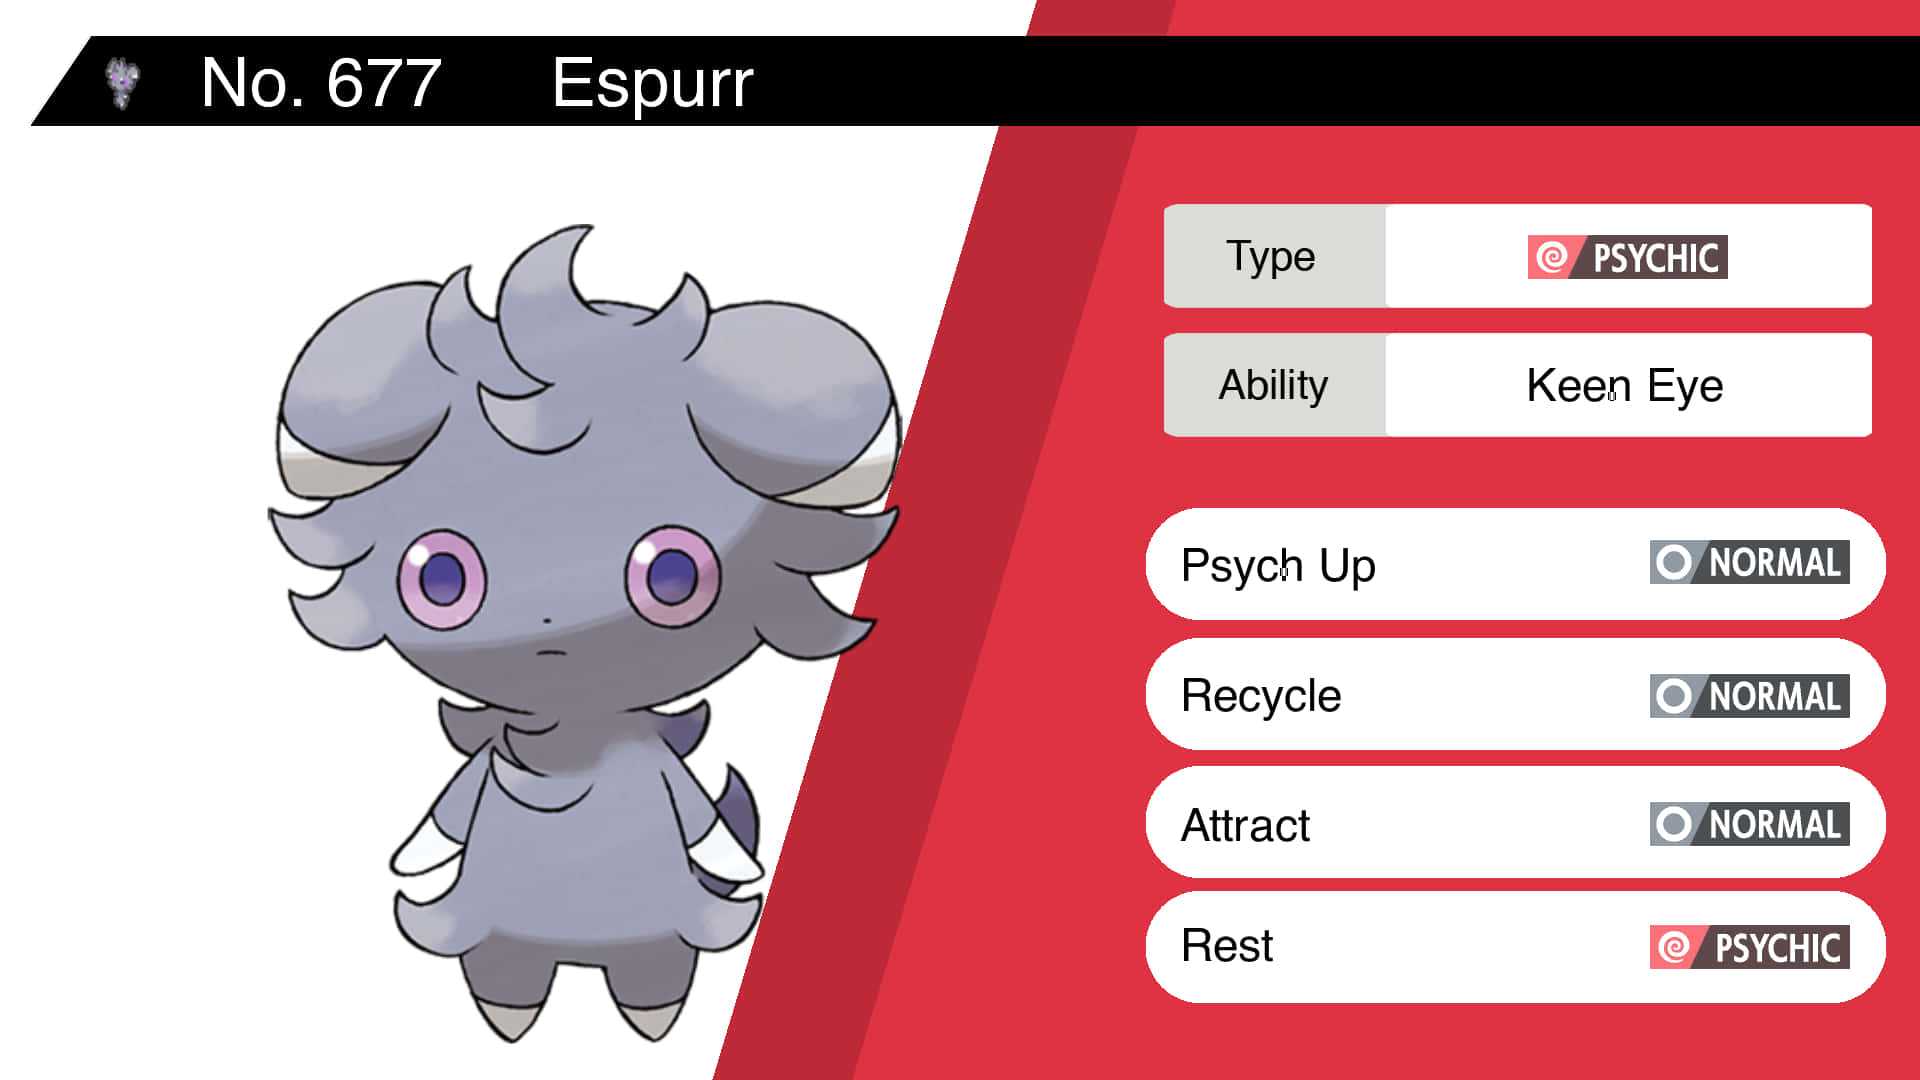 No. 677 Espurr
Type PSYCHIC
Ability Keen Eye
Psych Up NORMAL
Recycle NORMAL
Attract NORMAL
Rest PSYCHIC